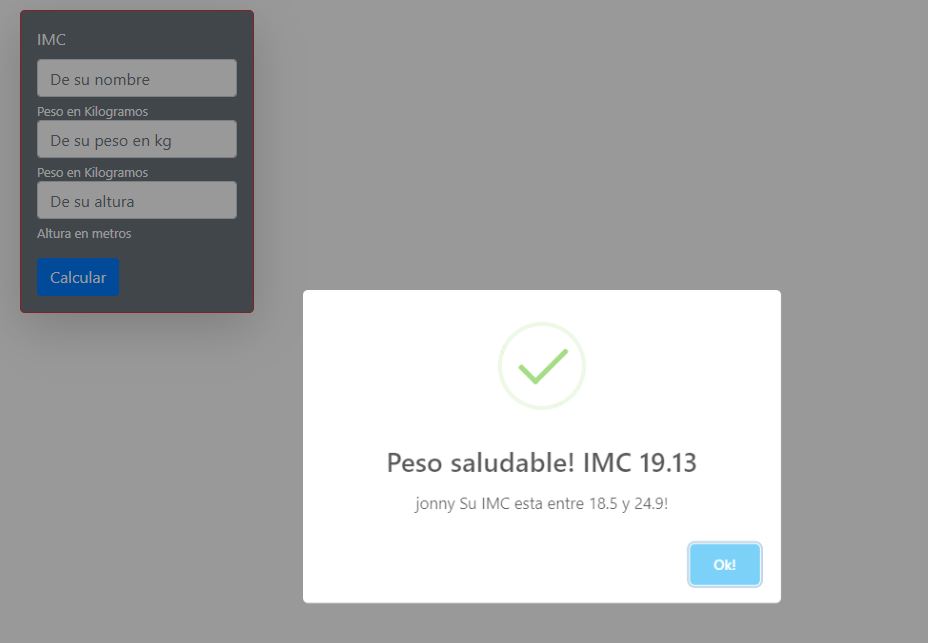 IMC
De su nombre
Peso en Kilogramos
De su peso en kg
Peso en Kilogramos
De su altura
Altura en metros
Calcular
Peso saludable! IMC 19.13
jonny Su IMC esta entre 18.5 y 24.9!
Ok!